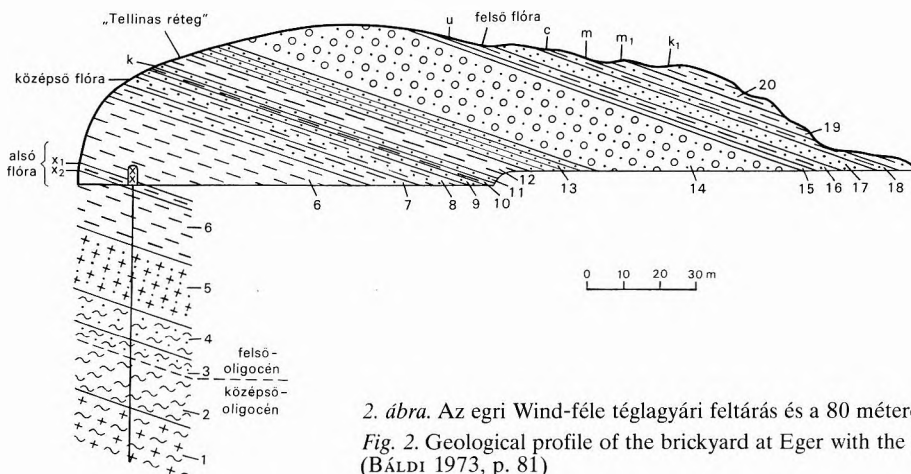 „Tellinas réteg"
u
felső flóra
c
m
m₁
k₁
k
középső flóra
20
19
alsó flóra
x₁
x₂
6
7
8
9
10
11
12
13
14
15
16
17
18
6
5
4
3
2
1
felső-
oligocén
középső-
oligocén
0 10 20 30 m
2. ábra. Az egri Wind-féle téglagyári feltárás és a 80 métere
Fig. 2. Geological profile of the brickyard at Eger with the
(BÁLDI 1973, p. 81)